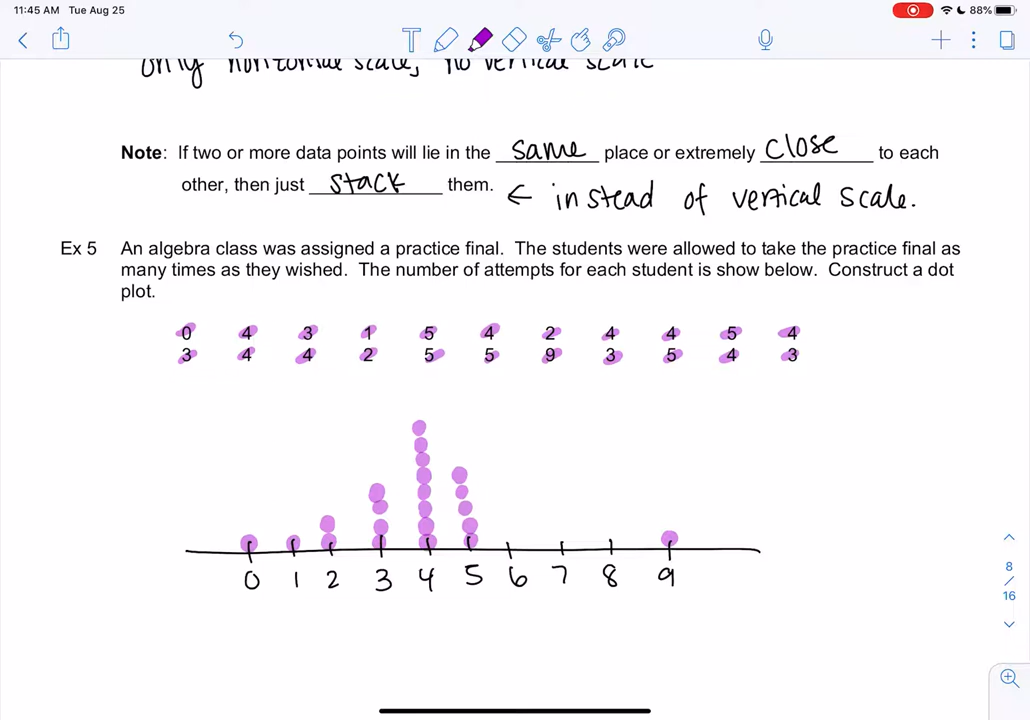 11:45 AM Tue Aug 25
88%
only horizontal scale, no vertical scale
Note: If two or more data points will lie in the same place or extremely close to each
other, then just stack them. ← instead of vertical scale.
Ex 5 An algebra class was assigned a practice final. The students were allowed to take the practice final as
many times as they wished. The number of attempts for each student is show below. Construct a dot
plot.
0 4 3 1 5 4 2 4 4 5 4
3 4 4 2 5 5 9 3 5 4 3
0 1 2 3 4 5 6 7 8 9
8
/
16